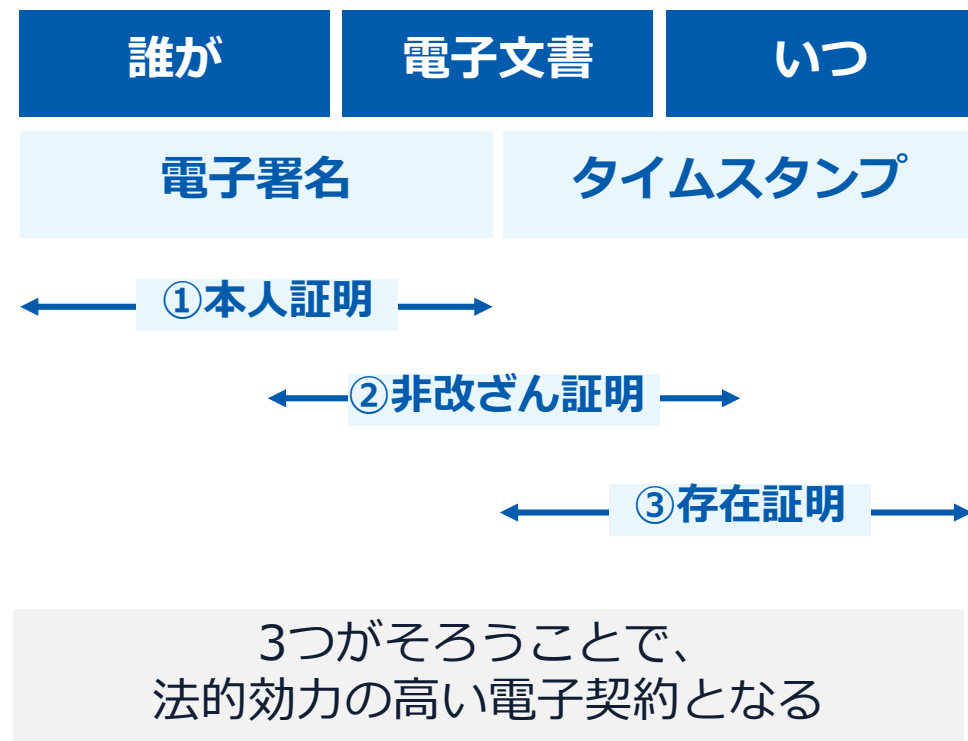 誰が 電子文書 いつ
電子署名 タイムスタンプ
①本人証明
②非改ざん証明
③存在証明
3つがそろうことで、
法的効力の高い電子契約となる